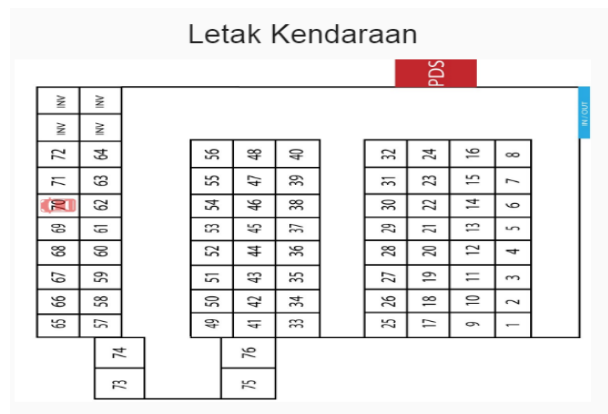 Letak Kendaraan
PDS
IN / OUT
INV INV
INV INV
72 64 56 48 40 32 24 16 8
71 63 55 47 39 31 23 15 7
70 62 54 46 38 30 22 14 6
69 61 53 45 37 29 21 13 5
68 60 52 44 36 28 20 12 4
67 59 51 43 35 27 19 11 3
66 58 50 42 34 26 18 10 2
65 57 49 41 33 25 17 9 1
74 76
73 75